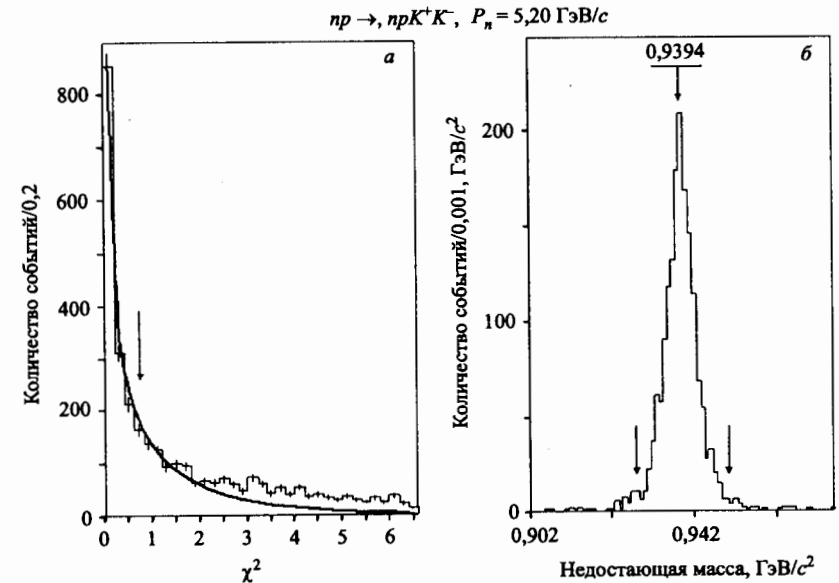 np →, npK⁺K⁻, Pₙ = 5,20 ГэВ/c
а
800
600
400
200
0
Количество событий/0,2
0 1 2 3 4 5 6
χ²
0,9394
б
200
100
0
Количество событий/0,001, ГэВ/c²
0,902 0,942
Недостающая масса, ГэВ/c²